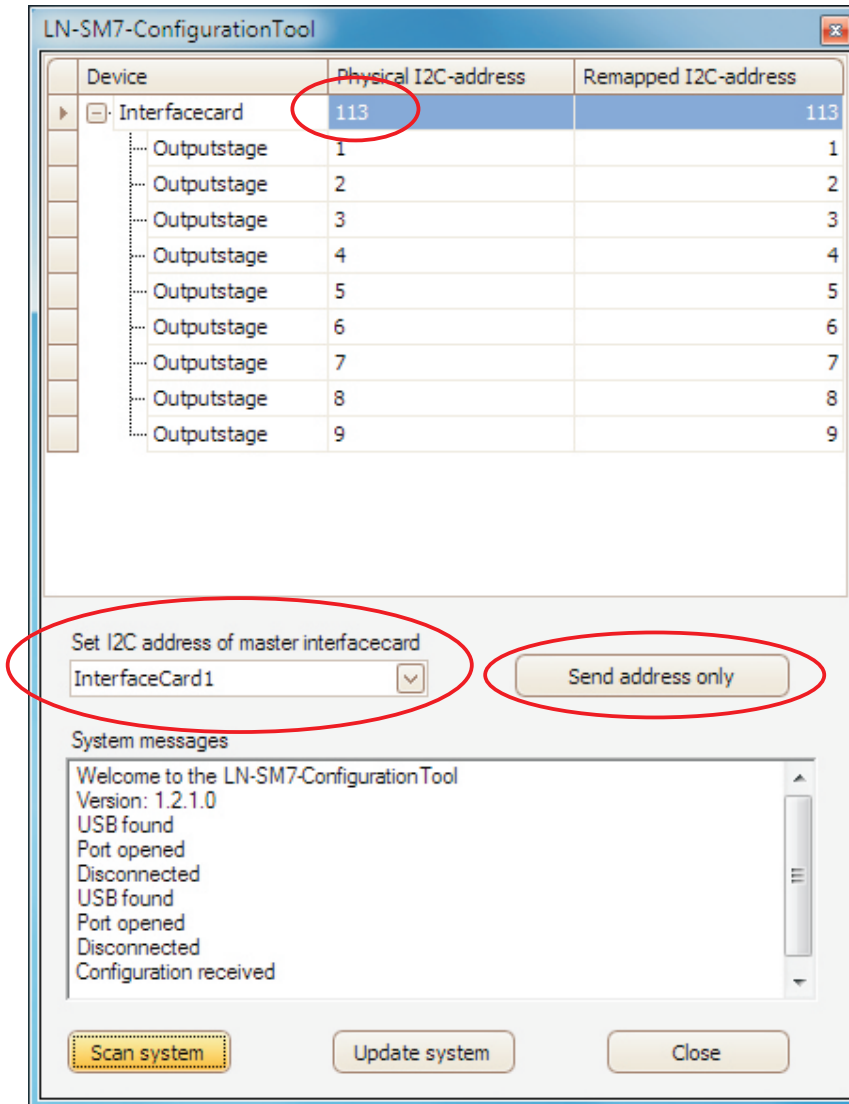 LN-SM7-ConfigurationTool
Device Physical I2C-address Remapped I2C-address
Interfacecard 113 113
Outputstage 1 1
Outputstage 2 2
Outputstage 3 3
Outputstage 4 4
Outputstage 5 5
Outputstage 6 6
Outputstage 7 7
Outputstage 8 8
Outputstage 9 9
Set I2C address of master interfacecard
InterfaceCard1 Send address only
System messages
Welcome to the LN-SM7-ConfigurationTool
Version: 1.2.1.0
USB found
Port opened
Disconnected
USB found
Port opened
Disconnected
Configuration received
Scan system Update system Close